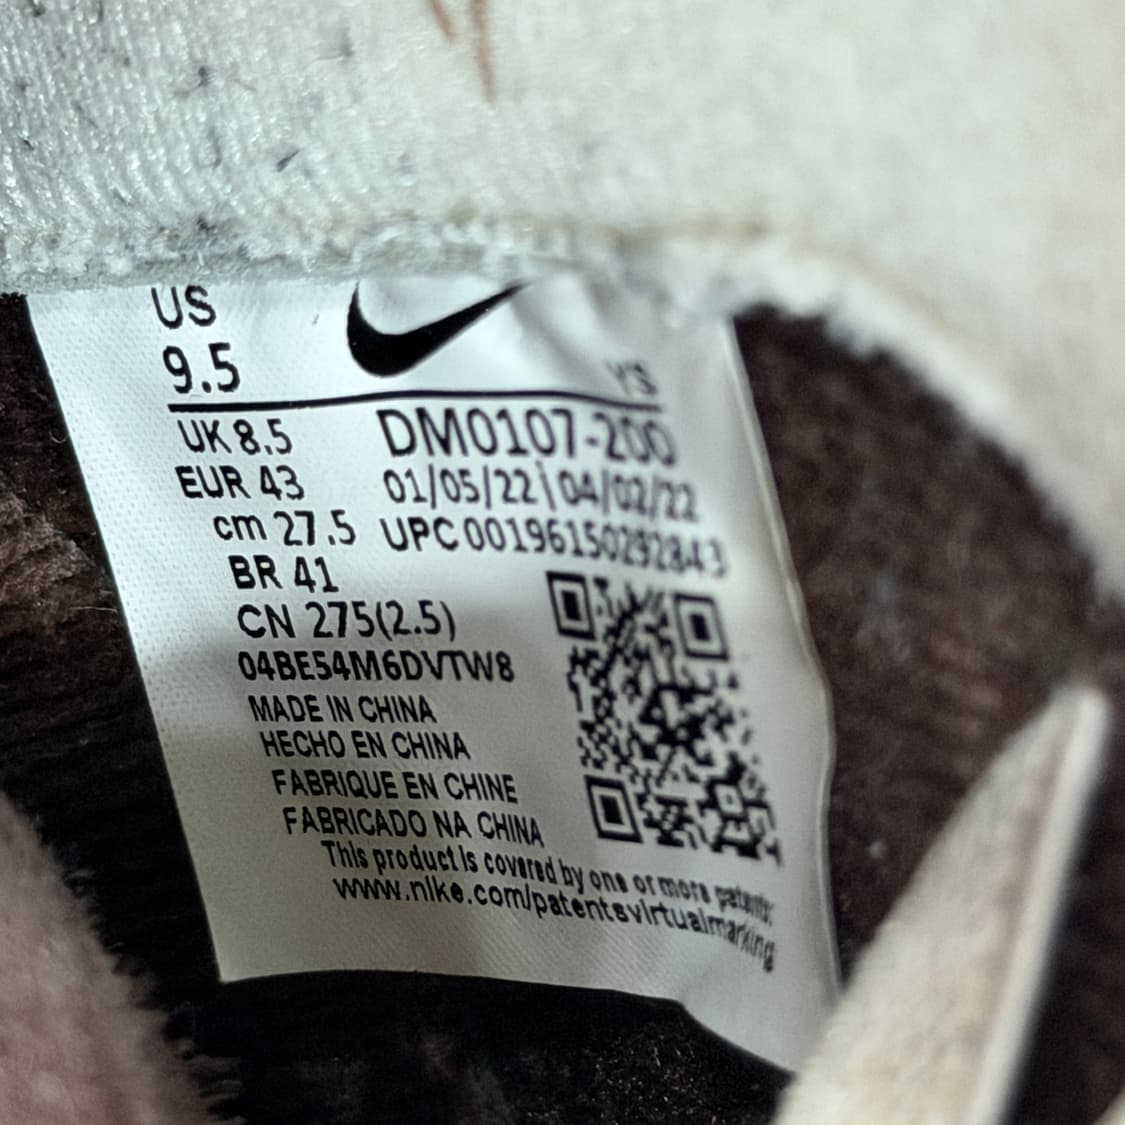 US
9.5
YS
UK 8.5
DM0107-200
EUR 43
01/05/22|04/02/22
cm 27.5
UPC 00196150292843
BR 41
CN 275(2.5)
04BE54M6DVTW8
MADE IN CHINA
HECHO EN CHINA
FABRIQUE EN CHINE
FABRICADO NA CHINA
This product is covered by one or more patents:
www.nike.com/patentsvirtualmarking